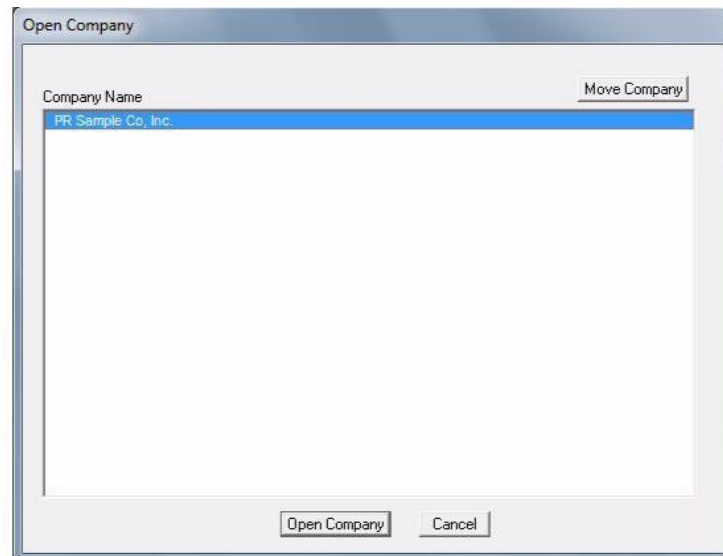 Open Company
Move Company
Company Name
PR Sample Co, Inc.
Open Company Cancel